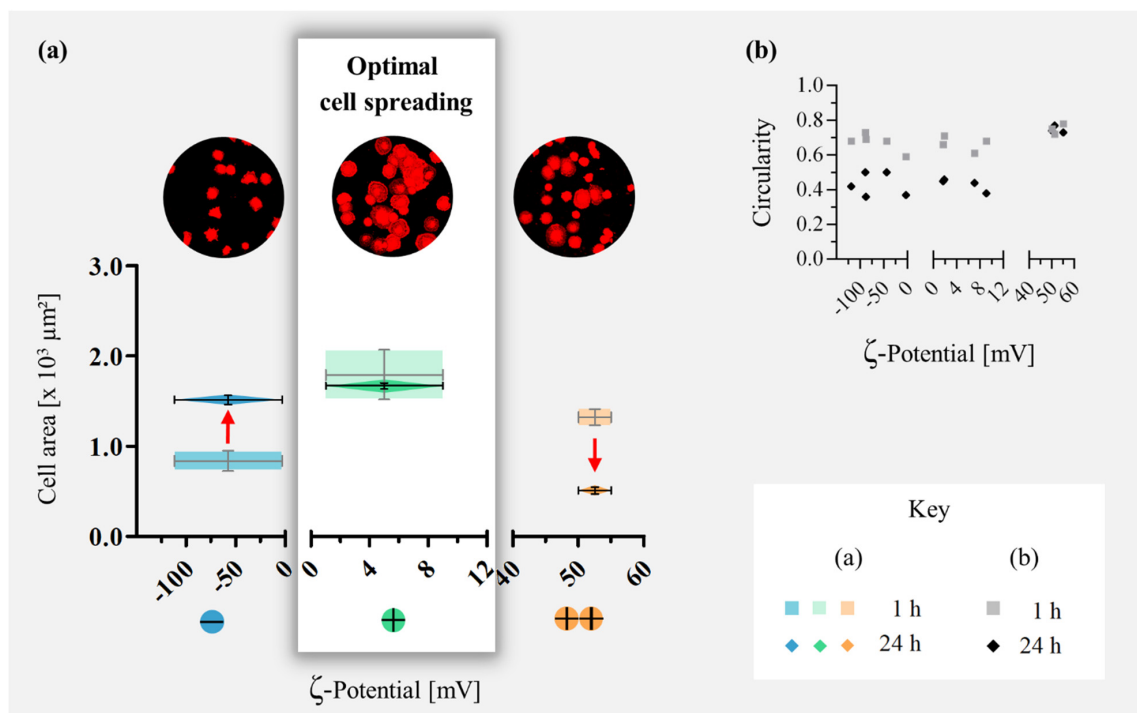 (a)
Optimal
cell spreading
3.0
2.0
1.0
0.0
Cell area [x 10³ µm²]
-100 -50 0
0 4 8 12
40 50 60
ζ-Potential [mV]
(b)
1.0
0.8
0.6
0.4
0.2
0.0
Circularity
-100 -50 0 0 4 8 12 40 50 60
ζ-Potential [mV]
Key
(a) (b)
1 h 1 h
24 h 24 h